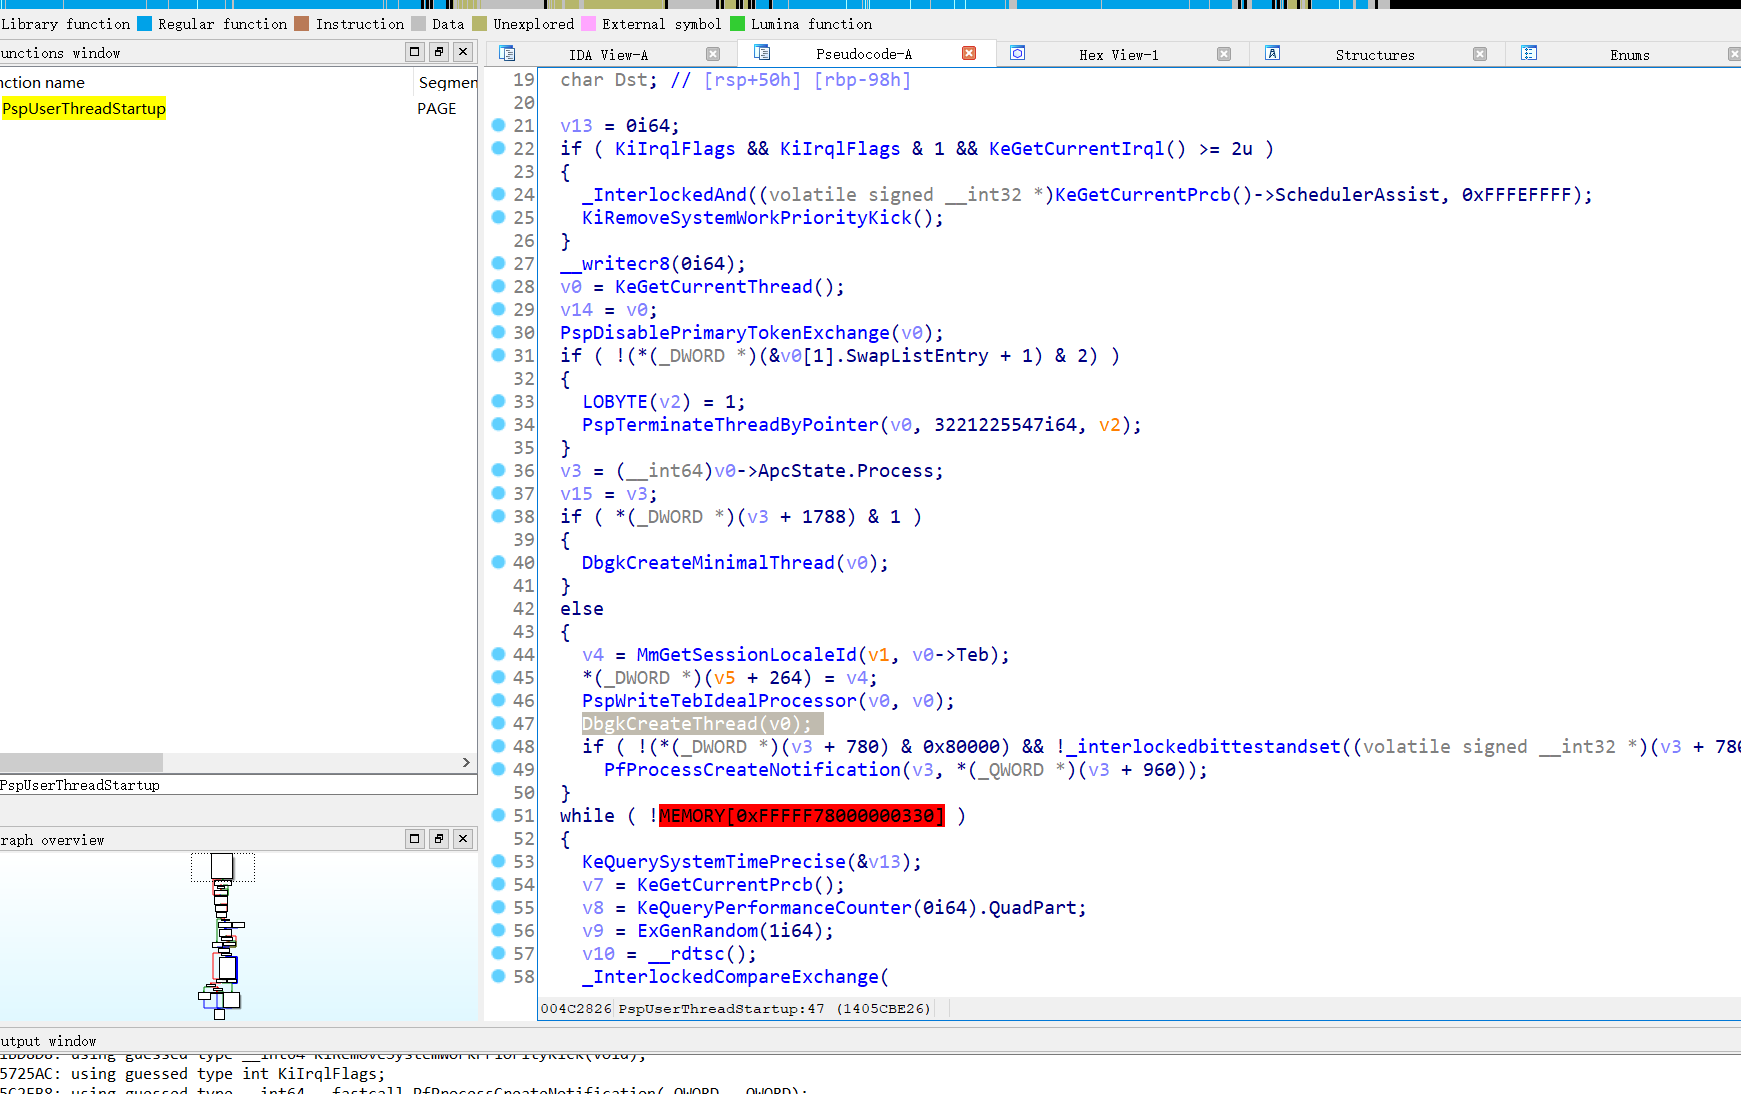 Library function Regular function Instruction Data Unexplored External symbol Lumina function
unctions window
nction name Segmen
PspUserThreadStartup PAGE
PspUserThreadStartup
raph overview
IDA View-A Pseudocode-A Hex View-1 Structures Enums
19 char Dst; // [rsp+50h] [rbp-98h]
20
21 v13 = 0i64;
22 if ( KiIrqlFlags && KiIrqlFlags & 1 && KeGetCurrentIrql() >= 2u )
23 {
24 _InterlockedAnd((volatile signed __int32 *)KeGetCurrentPrcb()->SchedulerAssist, 0xFFFEFFFF);
25 KiRemoveSystemWorkPriorityKick();
26 }
27 __writecr8(0i64);
28 v0 = KeGetCurrentThread();
29 v14 = v0;
30 PspDisablePrimaryTokenExchange(v0);
31 if ( !(*(_DWORD *)(&v0[1].SwapListEntry + 1) & 2) )
32 {
33 LOBYTE(v2) = 1;
34 PspTerminateThreadByPointer(v0, 3221225547i64, v2);
35 }
36 v3 = (__int64)v0->ApcState.Process;
37 v15 = v3;
38 if ( *(_DWORD *)(v3 + 1788) & 1 )
39 {
40 DbgkCreateMinimalThread(v0);
41 }
42 else
43 {
44 v4 = MmGetSessionLocaleId(v1, v0->Teb);
45 *(_DWORD *)(v5 + 264) = v4;
46 PspWriteTebIdealProcessor(v0, v0);
47 DbgkCreateThread(v0);
48 if ( !(*(_DWORD *)(v3 + 780) & 0x80000) && !_interlockedbittestandset((volatile signed __int32 *)(v3 + 780
49 PfProcessCreateNotification(v3, *(_QWORD *)(v3 + 960));
50 }
51 while ( !MEMORY[0xFFFFF78000000330] )
52 {
53 KeQuerySystemTimePrecise(&v13);
54 v7 = KeGetCurrentPrcb();
55 v8 = KeQueryPerformanceCounter(0i64).QuadPart;
56 v9 = ExGenRandom(1i64);
57 v10 = __rdtsc();
58 _InterlockedCompareExchange(
004C2826 PspUserThreadStartup:47 (1405CBE26)
utput window
using guessed type __int64 KiRemoveSystemWorkPriorityKick(void);
5725AC: using guessed type int KiIrqlFlags;
using guessed type __int64 __fastcall PfProcessCreateNotification(_QWORD, _QWORD);